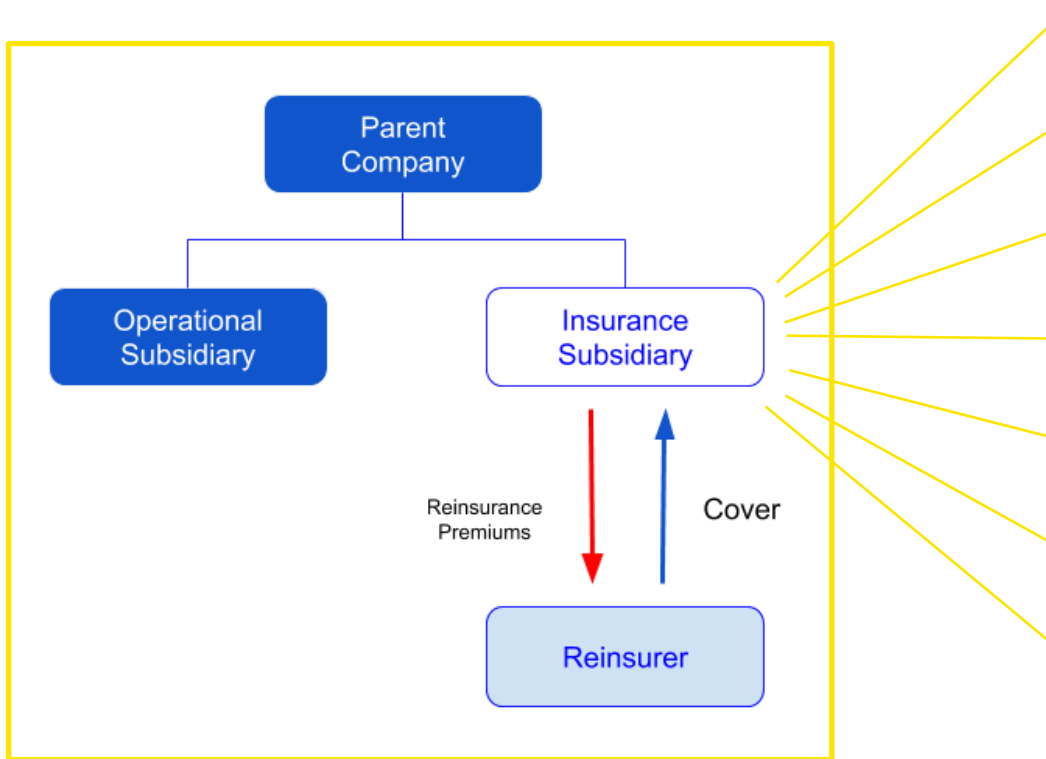 Parent
Company
Operational
Subsidiary
Insurance
Subsidiary
Reinsurance
Premiums
Cover
Reinsurer